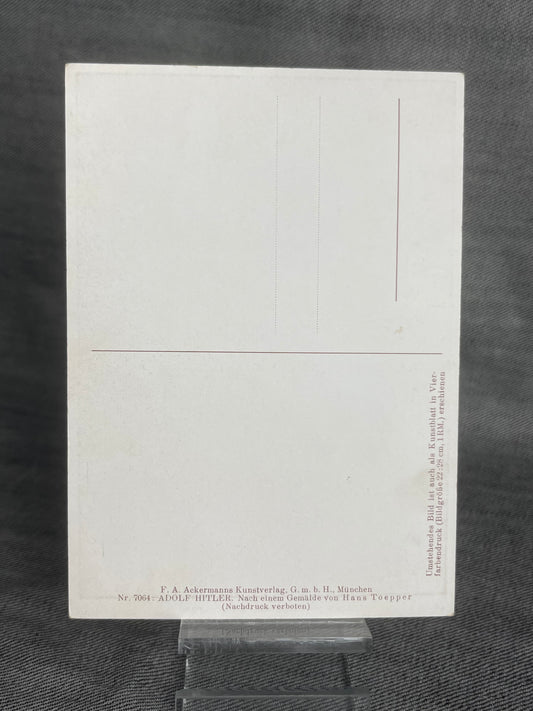 Umstehendes Bild ist auch als Kunstblatt in Vier-
farbendruck (Bildgröße 22:28 cm, 1 RM.) erschienen
F. A. Ackermanns Kunstverlag, G. m. b. H., München
Nr. 7064: ADOLF HITLER. Nach einem Gemälde von Hans Toepper
(Nachdruck verboten)